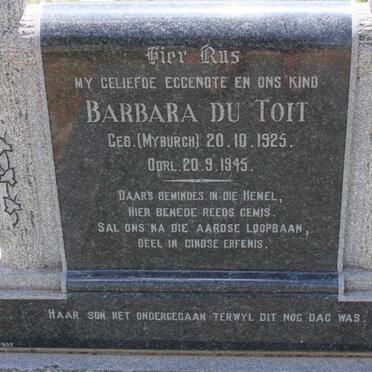 Hier Rus
MY GELIEFDE EGGENOTE EN ONS KIND
BARBARA DU TOIT
GEB. (MYBURGH) 20.10.1925.
OORL. 20.9.1945.
DAAR'S BEMINDES IN DIE HEMEL,
HIER BENEDE REEDS GEMIS.
SAL ONS NA DIE AARDSE LOOPBAAN,
DEEL IN GINDSE ERFENIS.
HAAR SON HET ONDERGEGAAN TERWYL DIT NOG DAG WAS.